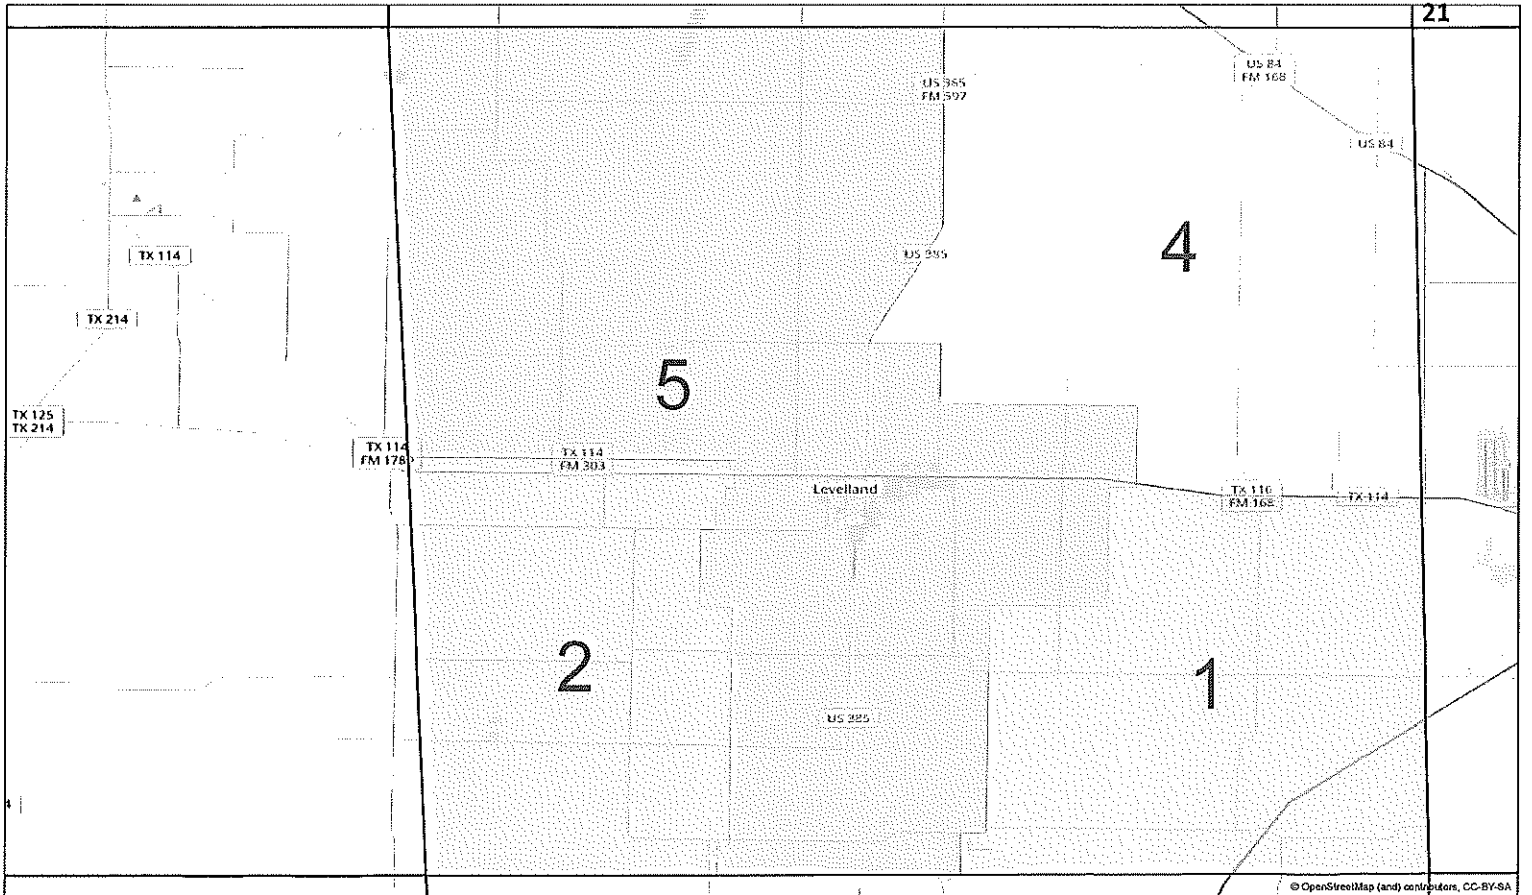 21
US 84
FM 168
US 385
FM 597
US 84
4
TX 114
US 385
TX 214
5
TX 125
TX 214
TX 114
FM 178
TX 114
FM 303
Levelland
TX 116
FM 168
TX 114
2
1
US 385
© OpenStreetMap (and) contributors, CC-BY-SA